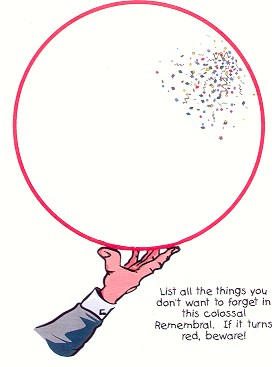 List all the things you
don't want to forget in
this colossal
Remembral. If it turns
red, beware!